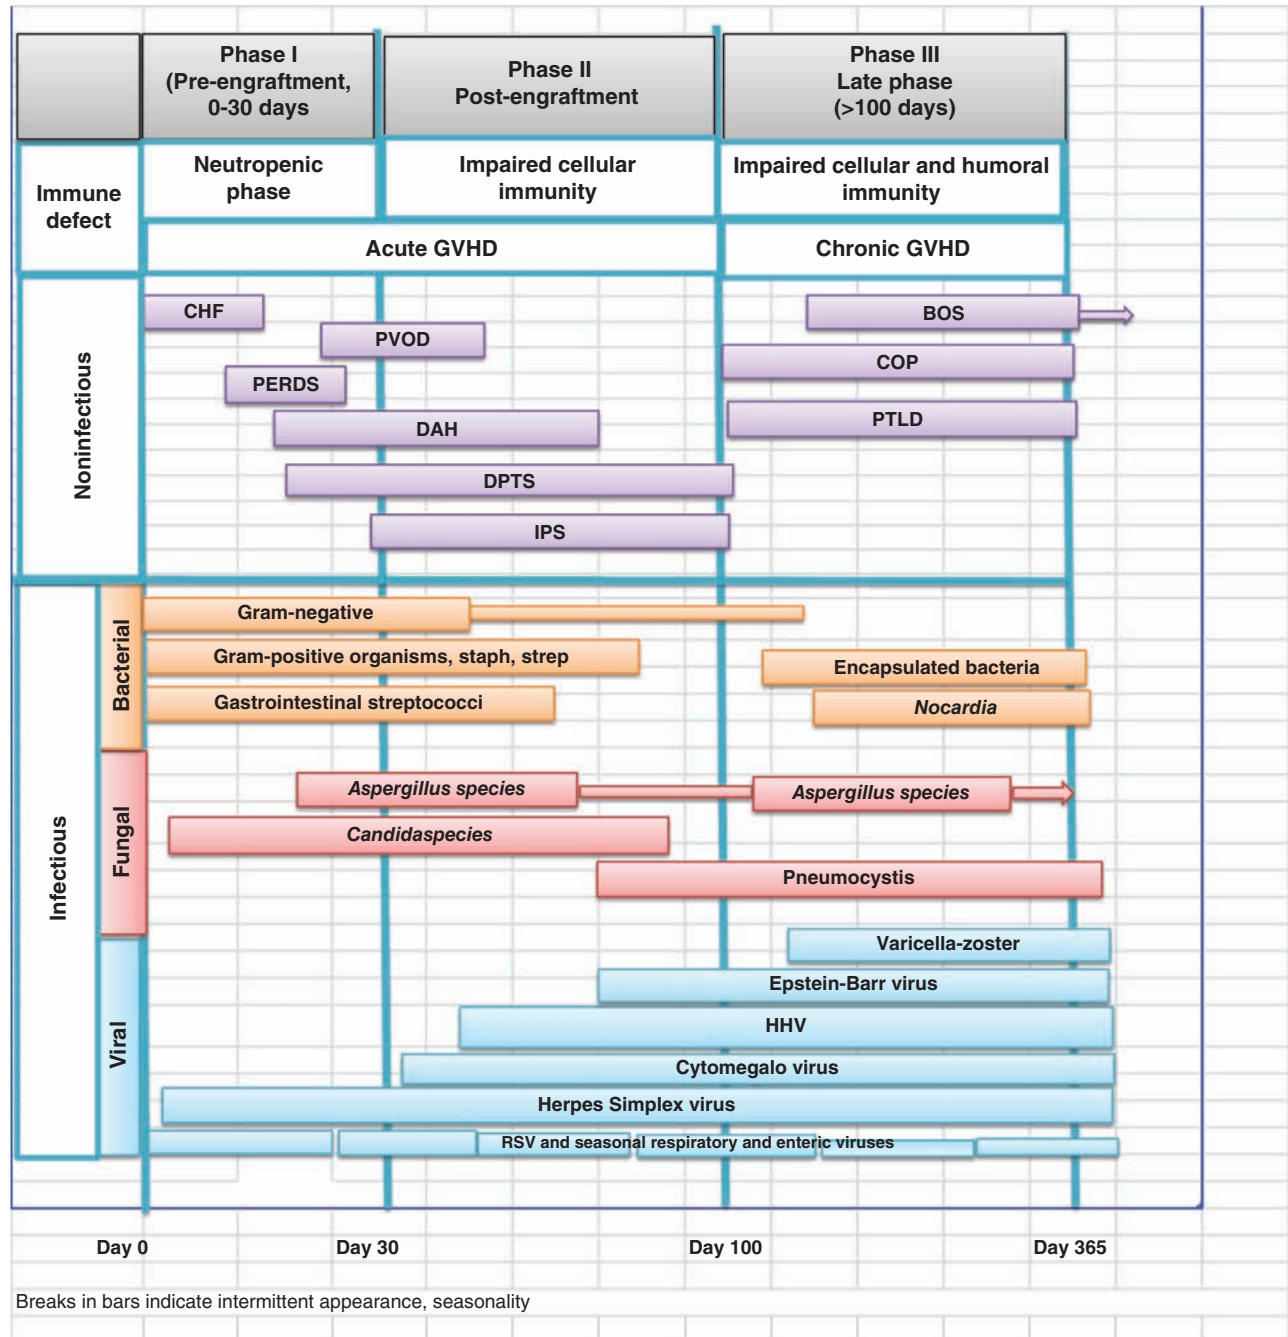 Phase I
(Pre-engraftment,
0-30 days
Phase II
Post-engraftment
Phase III
Late phase
(>100 days)
Immune
defect
Neutropenic
phase
Impaired cellular
immunity
Impaired cellular and humoral
immunity
Acute GVHD
Chronic GVHD
Noninfectious
CHF
BOS
PVOD
COP
PERDS
PTLD
DAH
DPTS
IPS
Infectious
Bacterial
Gram-negative
Gram-positive organisms, staph, strep
Encapsulated bacteria
Gastrointestinal streptococci
Nocardia
Fungal
Aspergillus species
Aspergillus species
Candidaspecies
Pneumocystis
Viral
Varicella-zoster
Epstein-Barr virus
HHV
Cytomegalo virus
Herpes Simplex virus
RSV and seasonal respiratory and enteric viruses
Day 0
Day 30
Day 100
Day 365
Breaks in bars indicate intermittent appearance, seasonality